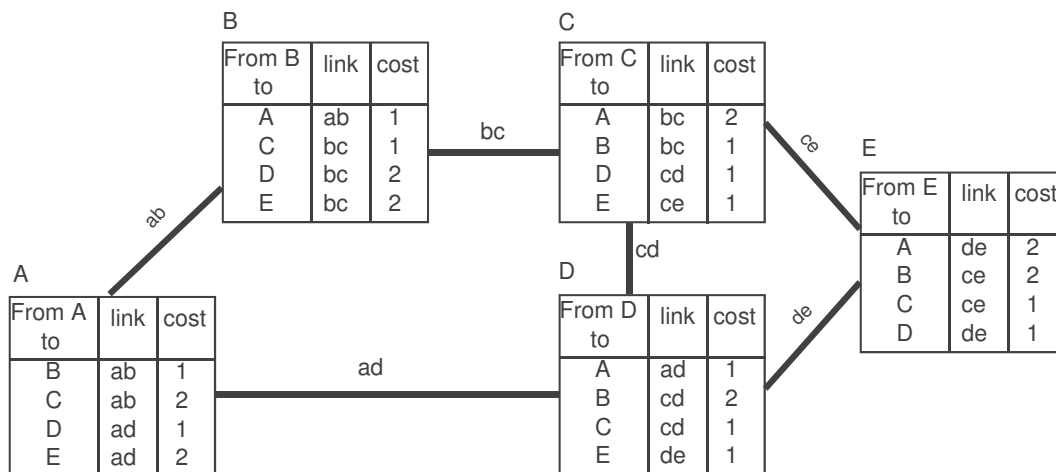 B
From B to link cost
A ab 1
C bc 1
D bc 2
E bc 2
bc
C
From C to link cost
A bc 2
B bc 1
D cd 1
E ce 1
ce
E
From E to link cost
A de 2
B ce 2
C ce 1
D de 1
ab
cd
A
From A to link cost
B ab 1
C ab 2
D ad 1
E ad 2
ad
D
From D to link cost
A ad 1
B cd 2
C cd 1
E de 1
de